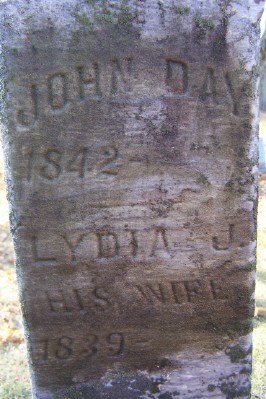 JOHN DAY
1842-
LYDIA J.
HIS WIFE
1839-